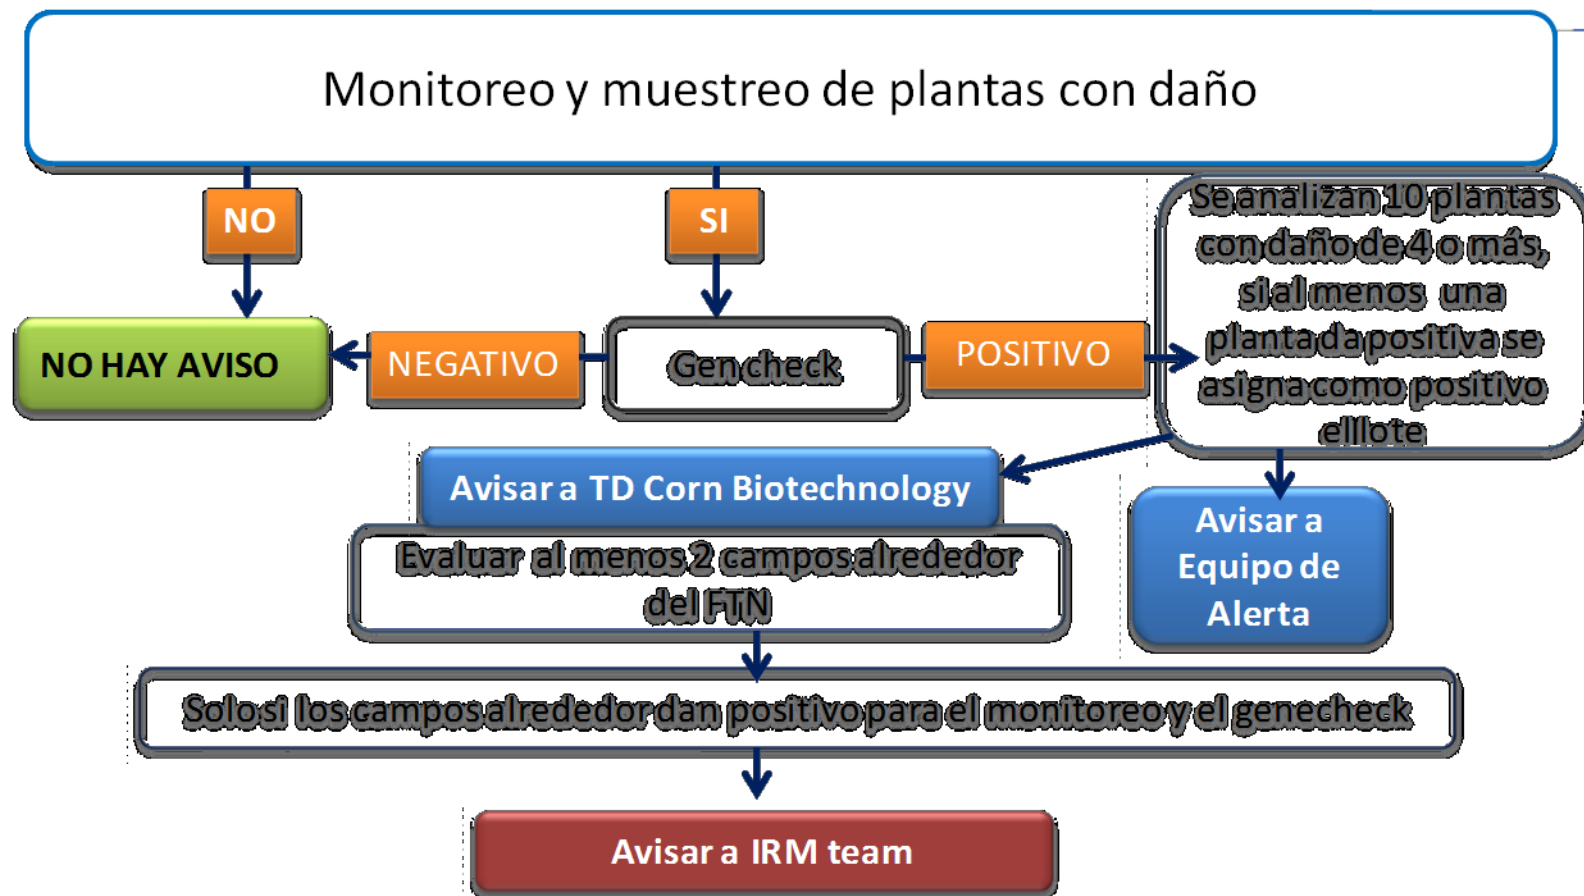 Monitoreo y muestreo de plantas con daño
NO
SI
Se analizan 10 plantas
con daño de 4 o más,
si al menos una
planta da positiva se
asigna como positivo
el lote
NO HAY AVISO
NEGATIVO
Gen check
POSITIVO
Avisar a TD Corn Biotechnology
Evaluar al menos 2 campos alrededor
del FTN
Avisar a
Equipo de
Alerta
Solo si los campos alrededor dan positivo para el monitoreo y el genecheck
Avisar a IRM team